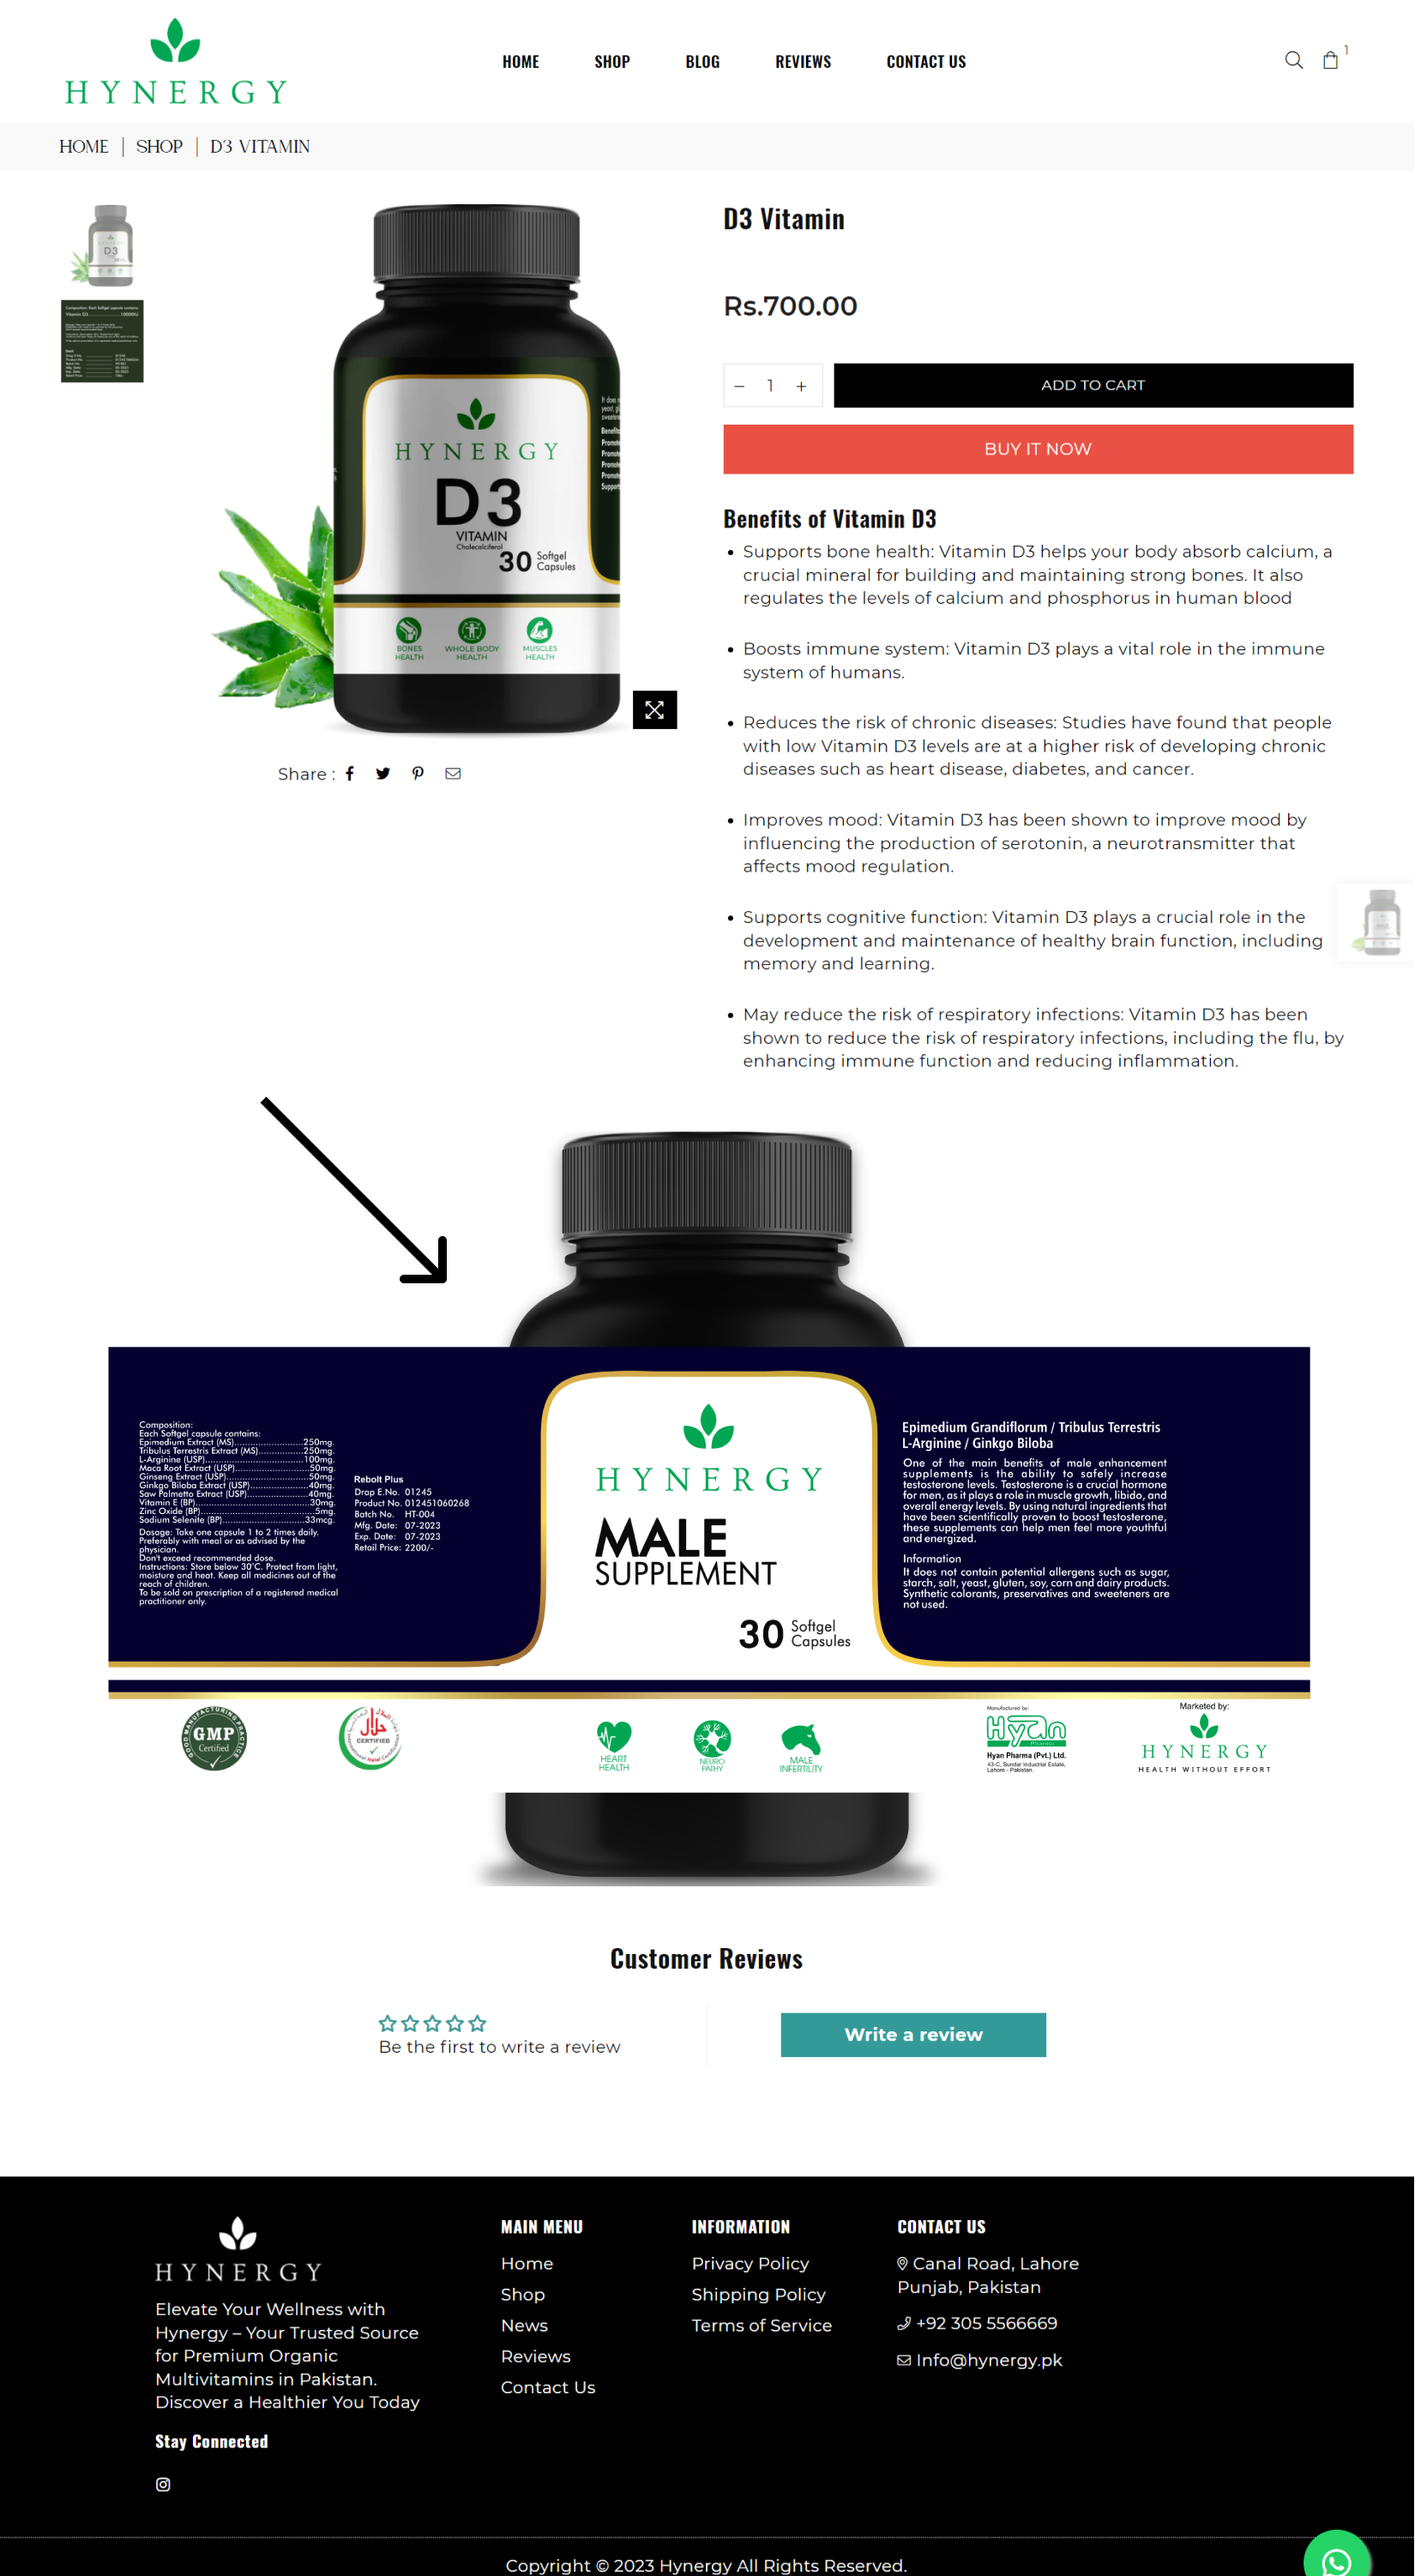 HYNERGY
HOME
SHOP
BLOG
REVIEWS
CONTACT US
1
HOME | SHOP | D3 VITAMIN
D3 Vitamin
Rs.700.00
− 1 +
ADD TO CART
BUY IT NOW
HYNERGY
D3
VITAMIN
Cholecalciferol
30 Softgel
Capsules
BONES
HEALTH
WHOLE BODY
HEALTH
MUSCLES
HEALTH
Share :
Benefits of Vitamin D3
• Supports bone health: Vitamin D3 helps your body absorb calcium, a
crucial mineral for building and maintaining strong bones. It also
regulates the levels of calcium and phosphorus in human blood
• Boosts immune system: Vitamin D3 plays a vital role in the immune
system of humans.
• Reduces the risk of chronic diseases: Studies have found that people
with low Vitamin D3 levels are at a higher risk of developing chronic
diseases such as heart disease, diabetes, and cancer.
• Improves mood: Vitamin D3 has been shown to improve mood by
influencing the production of serotonin, a neurotransmitter that
affects mood regulation.
• Supports cognitive function: Vitamin D3 plays a crucial role in the
development and maintenance of healthy brain function, including
memory and learning.
• May reduce the risk of respiratory infections: Vitamin D3 has been
shown to reduce the risk of respiratory infections, including the flu, by
enhancing immune function and reducing inflammation.
Composition:
Each Softgel capsule contains:
Epimedium Extract (MS)........................250mg.
Tribulus Terrestris Extract (MS)...............250mg.
L-Arginine (USP)..................................100mg.
Maca Root Extract (USP)........................50mg.
Ginseng Extract (USP)...........................50mg.
Ginkgo Biloba Extract (USP)...................40mg.
Saw Palmetto Extract (USP)....................40mg.
Vitamin E (BP)......................................30mg.
Zinc Oxide (BP)......................................5mg.
Sodium Selenite (BP)............................33mcg.
Dosage: Take one capsule 1 to 2 times daily.
Preferably with meal or as advised by the
physician.
Don't exceed recommended dose.
Instructions: Store below 30°C. Protect from light,
moisture and heat. Keep all medicines out of the
reach of children.
To be sold on prescription of a registered medical
practitioner only.
Rebolt Plus
Drap E.No. 01245
Product No. 012451060268
Batch No. HT-004
Mfg. Date: 07-2023
Exp. Date: 07-2023
Retail Price: 2200/-
HYNERGY
MALE
SUPPLEMENT
30 Softgel
Capsules
Epimedium Grandiflorum / Tribulus Terrestris
L-Arginine / Ginkgo Biloba
One of the main benefits of male enhancement
supplements is the ability to safely increase
testosterone levels. Testosterone is a crucial hormone
for men, as it plays a role in muscle growth, libido, and
overall energy levels. By using natural ingredients that
have been scientifically proven to boost testosterone,
these supplements can help men feel more youthful
and energized.
Information
It does not contain potential allergens such as sugar,
starch, salt, yeast, gluten, soy, corn and dairy products.
Synthetic colorants, preservatives and sweeteners are
not used.
GOOD MANUFACTURING PRACTICE
GMP
Certified
حلال
CERTIFIED
HEART
HEALTH
NEURO
PATHY
MALE
INFERTILITY
Manufactured by:
Hyan
Pharma
Hyan Pharma (Pvt.) Ltd.
43-C, Sundar Industrial Estate,
Lahore - Pakistan.
Marketed by:
HYNERGY
HEALTH WITHOUT EFFORT
Customer Reviews
Be the first to write a review
Write a review
HYNERGY
Elevate Your Wellness with
Hynergy – Your Trusted Source
for Premium Organic
Multivitamins in Pakistan.
Discover a Healthier You Today
Stay Connected
MAIN MENU
Home
Shop
News
Reviews
Contact Us
INFORMATION
Privacy Policy
Shipping Policy
Terms of Service
CONTACT US
Canal Road, Lahore
Punjab, Pakistan
+92 305 5566669
Info@hynergy.pk
Copyright © 2023 Hynergy All Rights Reserved.